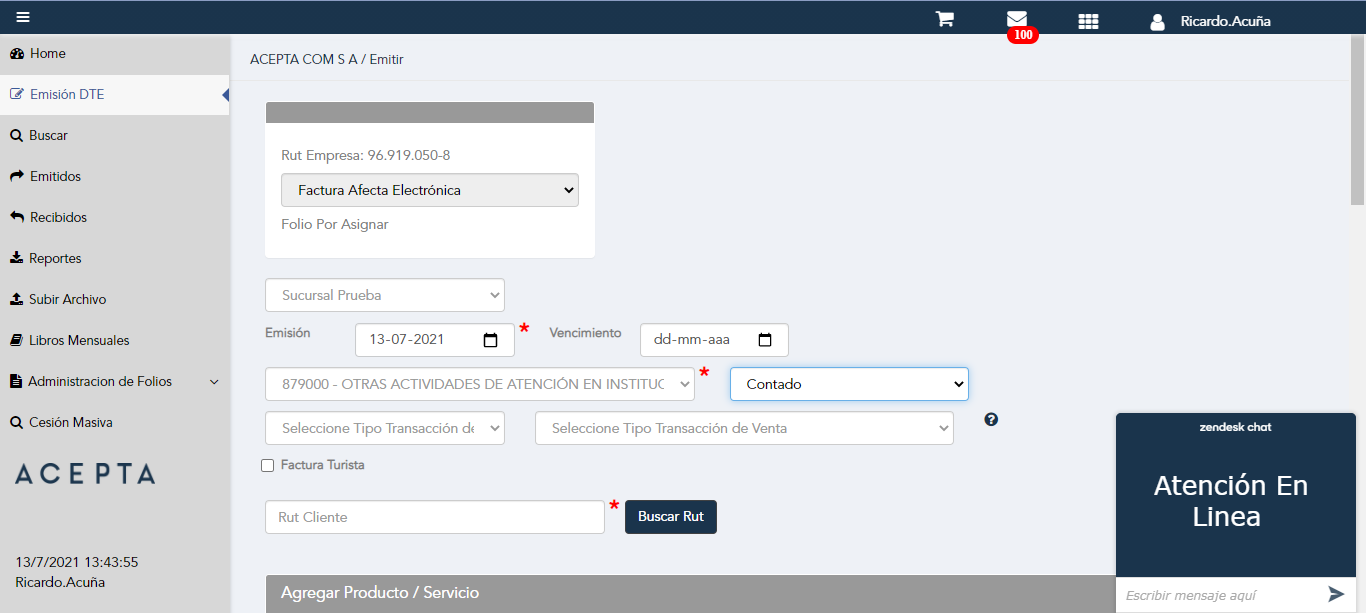 Ricardo.Acuña
100
Home
Emisión DTE
Buscar
Emitidos
Recibidos
Reportes
Subir Archivo
Libros Mensuales
Administracion de Folios
Cesión Masiva
ACEPTA
13/7/2021 13:43:55
Ricardo.Acuña
ACEPTA COM S A / Emitir
Rut Empresa: 96.919.050-8
Factura Afecta Electrónica
Folio Por Asignar
Sucursal Prueba
Emisión 13-07-2021 * Vencimiento dd-mm-aaa
879000 - OTRAS ACTIVIDADES DE ATENCIÓN EN INSTITUC * Contado
Seleccione Tipo Transacción de Seleccione Tipo Transacción de Venta ?
Factura Turista
Rut Cliente * Buscar Rut
Agregar Producto / Servicio
zendesk chat
Atención En
Linea
Escribir mensaje aquí